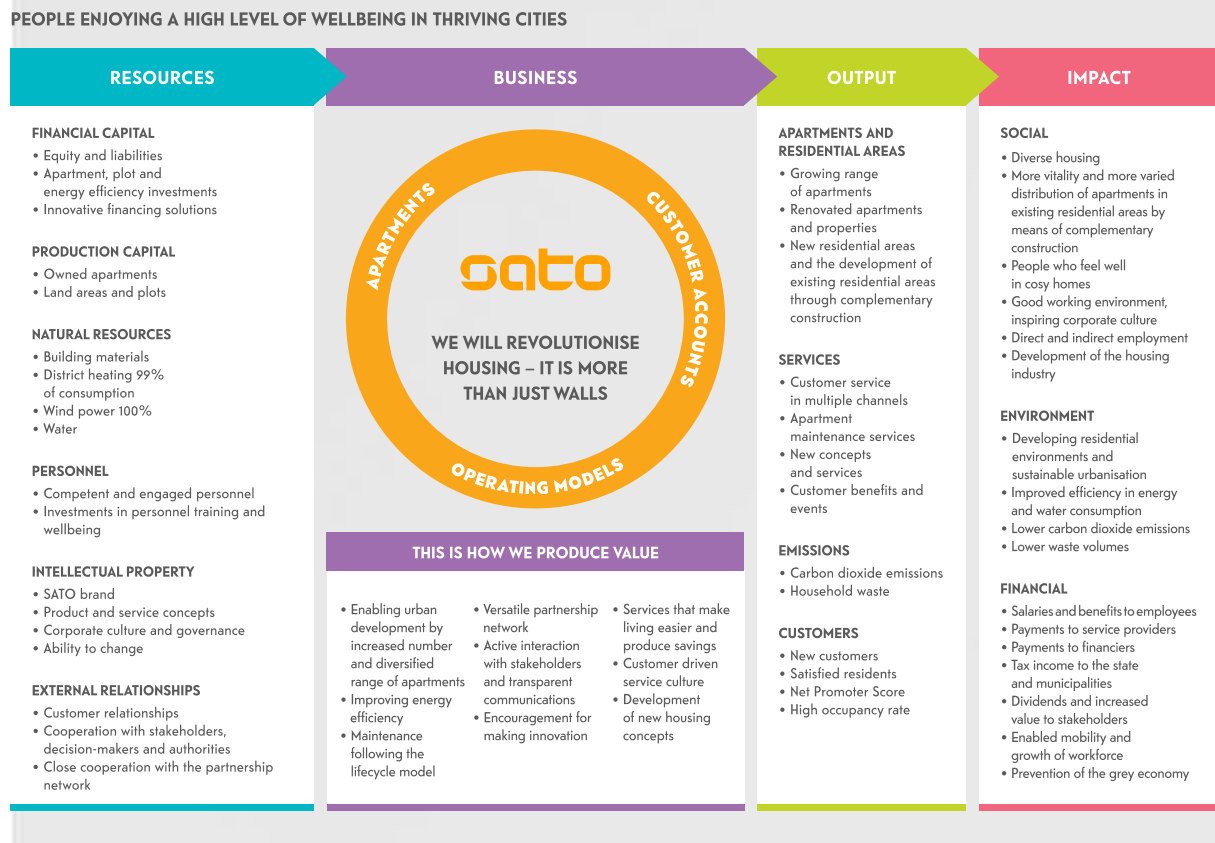 PEOPLE ENJOYING A HIGH LEVEL OF WELLBEING IN THRIVING CITIES
RESOURCES
FINANCIAL CAPITAL
• Equity and liabilities
• Apartment, plot and
energy efficiency investments
• Innovative financing solutions
PRODUCTION CAPITAL
• Owned apartments
• Land areas and plots
NATURAL RESOURCES
• Building materials
• District heating 99%
of consumption
• Wind power 100%
• Water
PERSONNEL
• Competent and engaged personnel
• Investments in personnel training and
wellbeing
INTELLECTUAL PROPERTY
• SATO brand
• Product and service concepts
• Corporate culture and governance
• Ability to change
EXTERNAL RELATIONSHIPS
• Customer relationships
• Cooperation with stakeholders,
decision-makers and authorities
• Close cooperation with the partnership
network
BUSINESS
APARTMENTS
CUSTOMER ACCOUNTS
OPERATING MODELS
sato
WE WILL REVOLUTIONISE
HOUSING – IT IS MORE
THAN JUST WALLS
THIS IS HOW WE PRODUCE VALUE
• Enabling urban
development by
increased number
and diversified
range of apartments
• Improving energy
efficiency
• Maintenance
following the
lifecycle model
• Versatile partnership
network
• Active interaction
with stakeholders
and transparent
communications
• Encouragement for
making innovation
• Services that make
living easier and
produce savings
• Customer driven
service culture
• Development
of new housing
concepts
OUTPUT
APARTMENTS AND
RESIDENTIAL AREAS
• Growing range
of apartments
• Renovated apartments
and properties
• New residential areas
and the development of
existing residential areas
through complementary
construction
SERVICES
• Customer service
in multiple channels
• Apartment
maintenance services
• New concepts
and services
• Customer benefits and
events
EMISSIONS
• Carbon dioxide emissions
• Household waste
CUSTOMERS
• New customers
• Satisfied residents
• Net Promoter Score
• High occupancy rate
IMPACT
SOCIAL
• Diverse housing
• More vitality and more varied
distribution of apartments in
existing residential areas by
means of complementary
construction
• People who feel well
in cosy homes
• Good working environment,
inspiring corporate culture
• Direct and indirect employment
• Development of the housing
industry
ENVIRONMENT
• Developing residential
environments and
sustainable urbanisation
• Improved efficiency in energy
and water consumption
• Lower carbon dioxide emissions
• Lower waste volumes
FINANCIAL
• Salaries and benefits to employees
• Payments to service providers
• Payments to financiers
• Tax income to the state
and municipalities
• Dividends and increased
value to stakeholders
• Enabled mobility and
growth of workforce
• Prevention of the grey economy